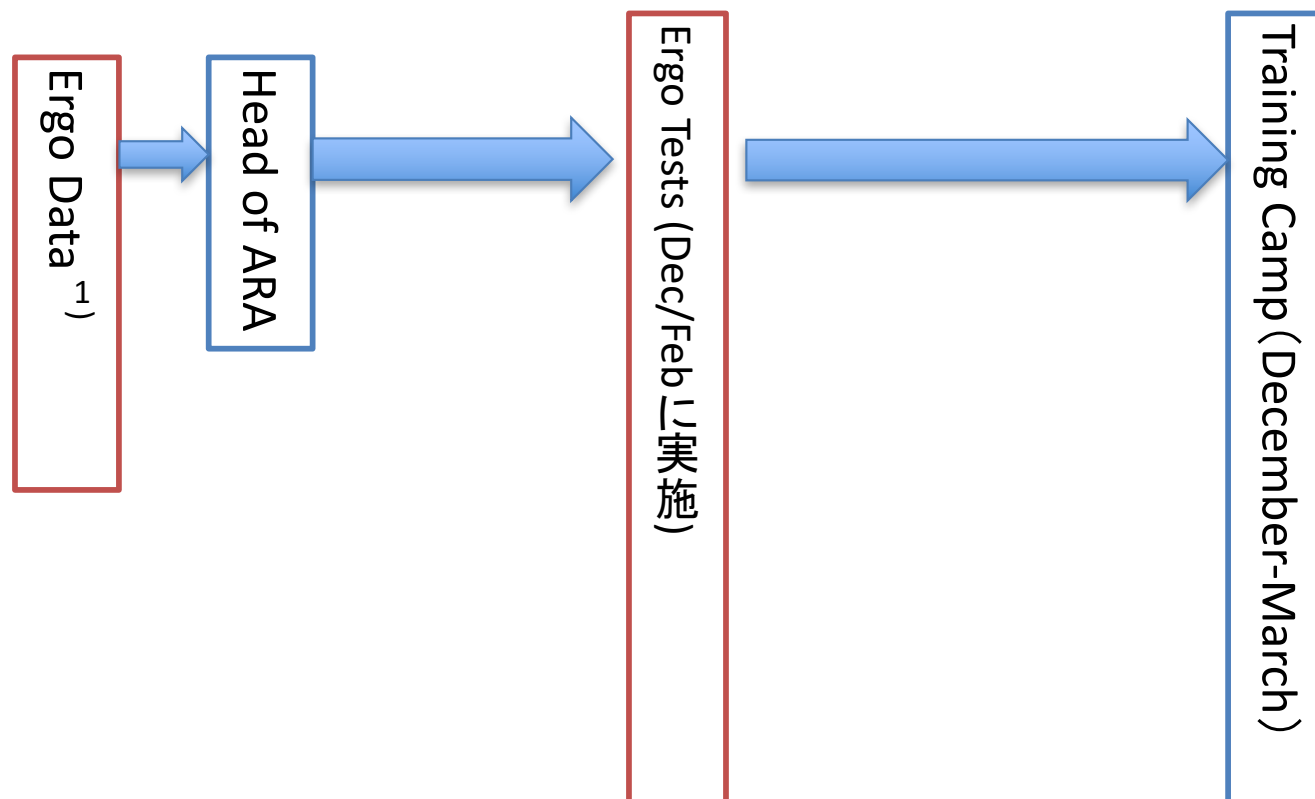 Ergo Data 1)
Head of ARA
Ergo Tests (Dec/Febに実施)
Training Camp（December-March）